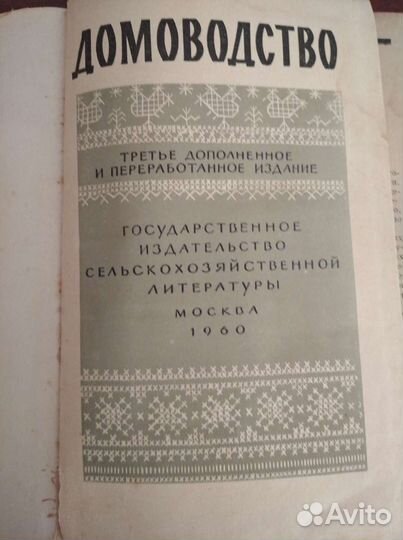 ДОМОВОДСТВО
ТРЕТЬЕ ДОПОЛНЕННОЕ
И ПЕРЕРАБОТАННОЕ ИЗДАНИЕ
ГОСУДАРСТВЕННОЕ
ИЗДАТЕЛЬСТВО
СЕЛЬСКОХОЗЯЙСТВЕННОЙ
ЛИТЕРАТУРЫ
МОСКВА
1960
Avito